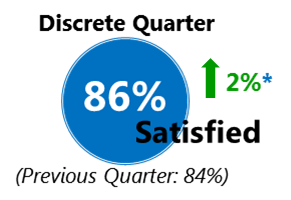 Discrete Quarter
86%
2%*
Satisfied
(Previous Quarter: 84%)